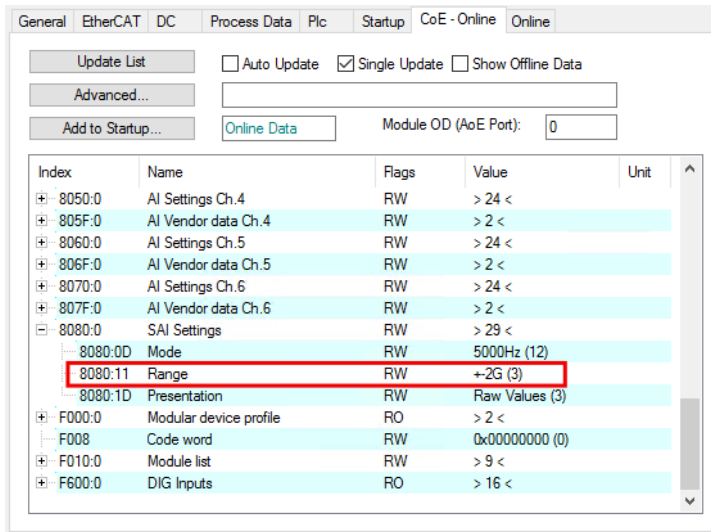 General EtherCAT DC Process Data Plc Startup CoE - Online Online
Update List Auto Update Single Update Show Offline Data
Advanced...
Add to Startup... Online Data Module OD (AoE Port): 0
Index Name Flags Value Unit
8050:0 AI Settings Ch.4 RW > 24 <
805F:0 AI Vendor data Ch.4 RW > 2 <
8060:0 AI Settings Ch.5 RW > 24 <
806F:0 AI Vendor data Ch.5 RW > 2 <
8070:0 AI Settings Ch.6 RW > 24 <
807F:0 AI Vendor data Ch.6 RW > 2 <
8080:0 SAI Settings RW > 29 <
8080:0D Mode RW 5000Hz (12)
8080:11 Range RW +-2G (3)
8080:1D Presentation RW Raw Values (3)
F000:0 Modular device profile RO > 2 <
F008 Code word RW 0x00000000 (0)
F010:0 Module list RW > 9 <
F600:0 DIG Inputs RO > 16 <